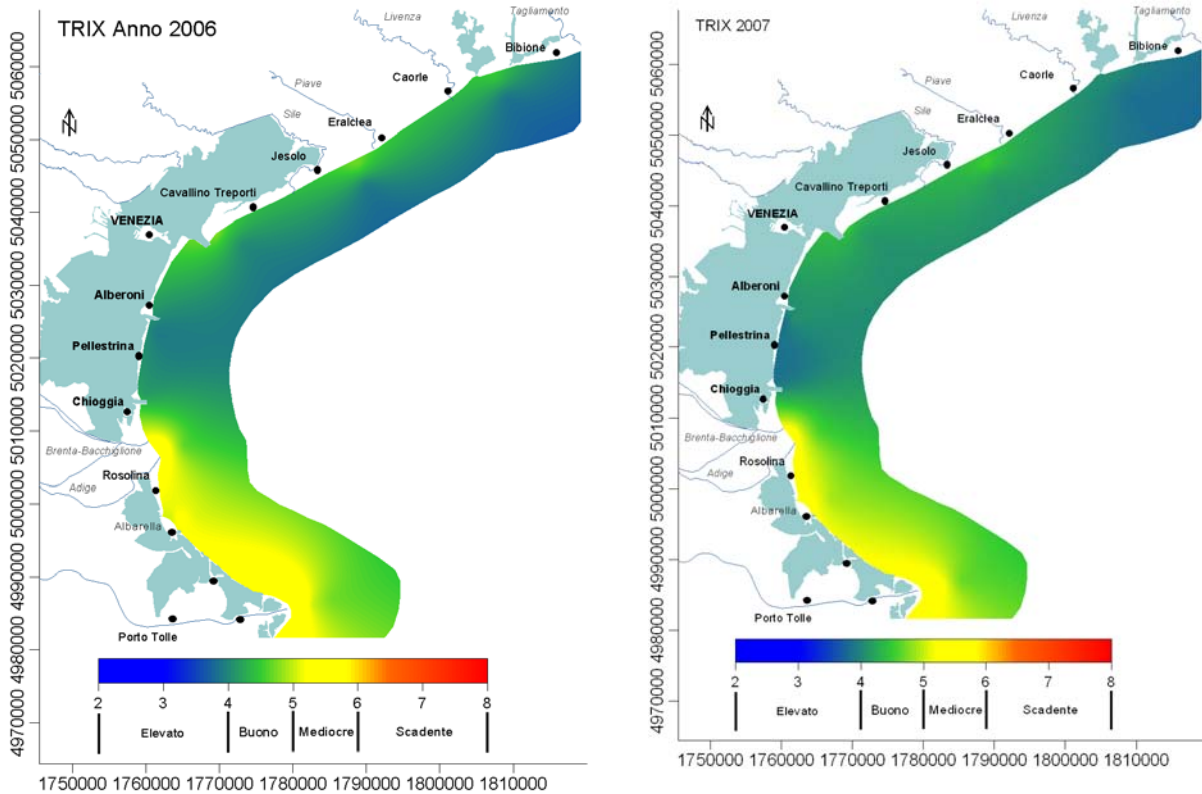 TRIX Anno 2006
Livenza
Tagliamento
Bibione
Caorle
Piave
Eraclea
Sile
Jesolo
Cavallino Treporti
VENEZIA
Alberoni
Pellestrina
Chioggia
Brenta-Bacchiglione
Rosolina
Adige
Albarella
Porto Tolle
N
5060000
5050000
5040000
5030000
5020000
5010000
5000000
4990000
4980000
4970000
2 3 4 5 6 7 8
Elevato Buono Mediocre Scadente
1750000 1760000 1770000 1780000 1790000 1800000 1810000
TRIX 2007
Livenza
Tagliamento
Bibione
Caorle
Piave
Eraclea
Sile
Jesolo
Cavallino Treporti
VENEZIA
Alberoni
Pellestrina
Chioggia
Brenta-Bacchiglione
Rosolina
Adige
Albarella
Porto Tolle
N
5060000
5050000
5040000
5030000
5020000
5010000
5000000
4990000
4980000
4970000
2 3 4 5 6 7 8
Elevato Buono Mediocre Scadente
1750000 1760000 1770000 1780000 1790000 1800000 1810000